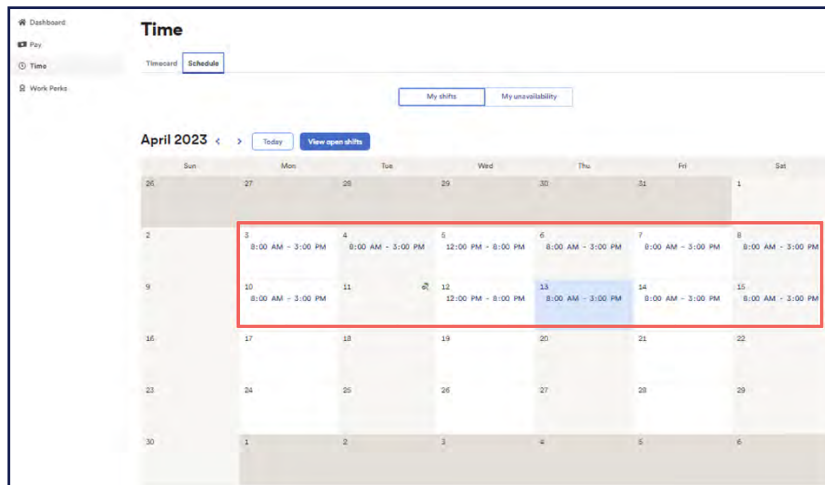 Dashboard
Time
Pay
Timecard Schedule
Time
Work Perks
My shifts My unavailability
April 2023 < > Today View open shifts
Sun Mon Tue Wed Thu Fri Sat
26 27 28 29 30 31 1
2 3 4 5 6 7 8
8:00 AM - 3:00 PM 8:00 AM - 3:00 PM 12:00 PM - 8:00 PM 8:00 AM - 3:00 PM 8:00 AM - 3:00 PM 8:00 AM - 3:00 PM
9 10 11 12 13 14 15
8:00 AM - 3:00 PM 12:00 PM - 8:00 PM 8:00 AM - 3:00 PM 8:00 AM - 3:00 PM 8:00 AM - 3:00 PM
16 17 18 19 20 21 22
23 24 25 26 27 28 29
30 1 2 3 4 5 6